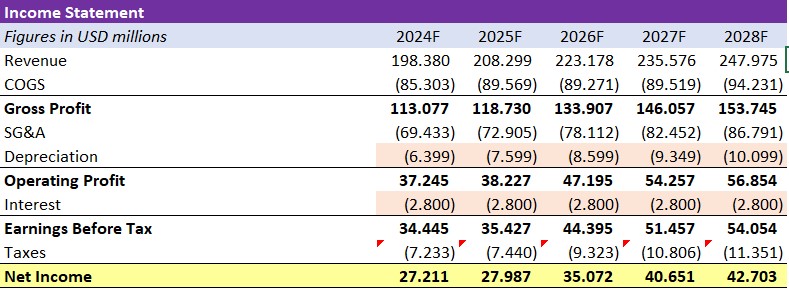 Income Statement
Figures in USD millions 2024F 2025F 2026F 2027F 2028F
Revenue 198.380 208.299 223.178 235.576 247.975
COGS (85.303) (89.569) (89.271) (89.519) (94.231)
Gross Profit 113.077 118.730 133.907 146.057 153.745
SG&A (69.433) (72.905) (78.112) (82.452) (86.791)
Depreciation (6.399) (7.599) (8.599) (9.349) (10.099)
Operating Profit 37.245 38.227 47.195 54.257 56.854
Interest (2.800) (2.800) (2.800) (2.800) (2.800)
Earnings Before Tax 34.445 35.427 44.395 51.457 54.054
Taxes (7.233) (7.440) (9.323) (10.806) (11.351)
Net Income 27.211 27.987 35.072 40.651 42.703